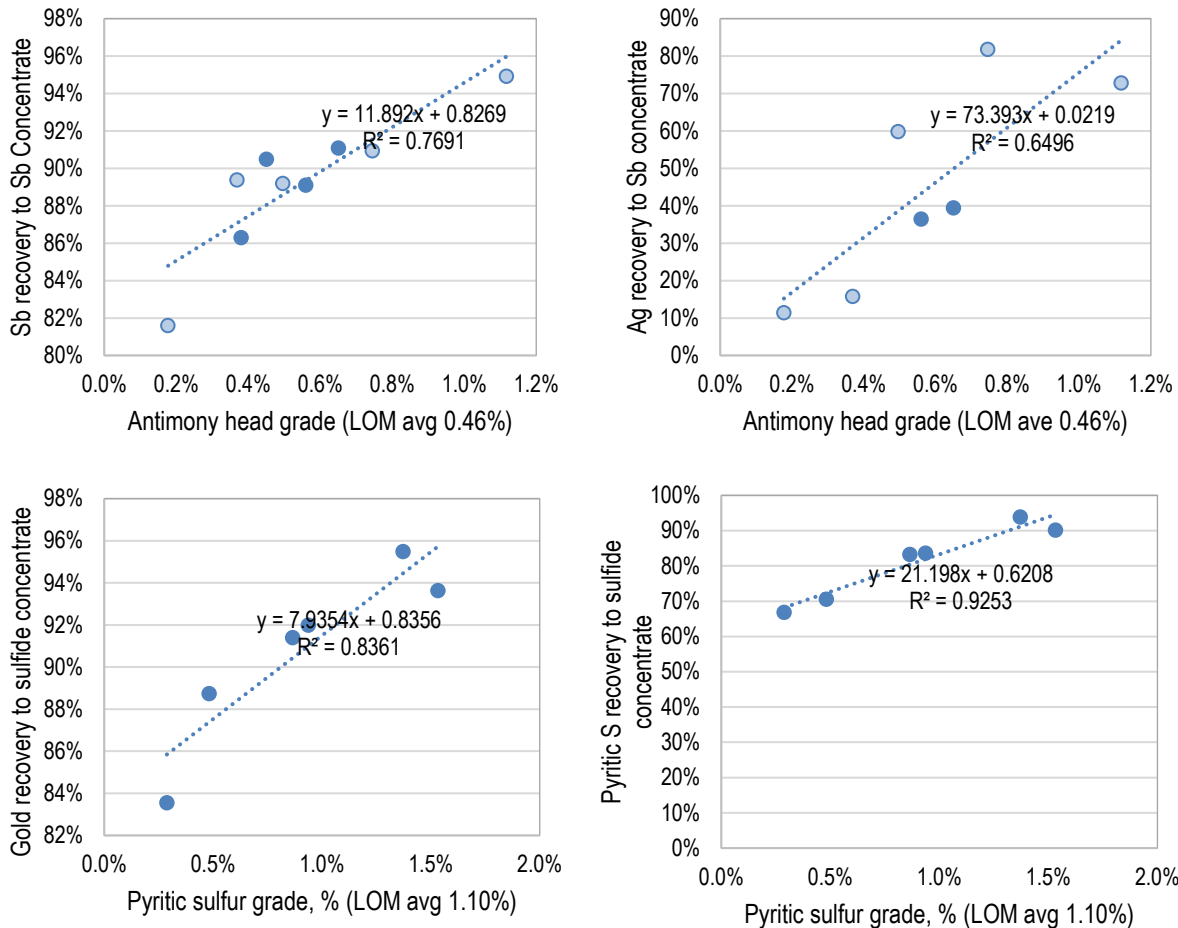 98%
96%
94%
92%
90%
88%
86%
84%
82%
80%
Sb recovery to Sb Concentrate
y = 11.892x + 0.8269
R² = 0.7691
0.0% 0.2% 0.4% 0.6% 0.8% 1.0% 1.2%
Antimony head grade (LOM avg 0.46%)
90%
80%
70%
60%
50%
40%
30%
20%
10%
0%
Ag recovery to Sb concentrate
y = 73.393x + 0.0219
R² = 0.6496
0.0% 0.2% 0.4% 0.6% 0.8% 1.0% 1.2%
Antimony head grade (LOM ave 0.46%)
98%
96%
94%
92%
90%
88%
86%
84%
82%
Gold recovery to sulfide concentrate
y = 7.9354x + 0.8356
R² = 0.8361
0.0% 0.5% 1.0% 1.5% 2.0%
Pyritic sulfur grade, % (LOM avg 1.10%)
100%
90%
80%
70%
60%
50%
40%
30%
20%
10%
0%
Pyritic S recovery to sulfide
concentrate
y = 21.198x + 0.6208
R² = 0.9253
0.0% 0.5% 1.0% 1.5% 2.0%
Pyritic sulfur grade, % (LOM avg 1.10%)